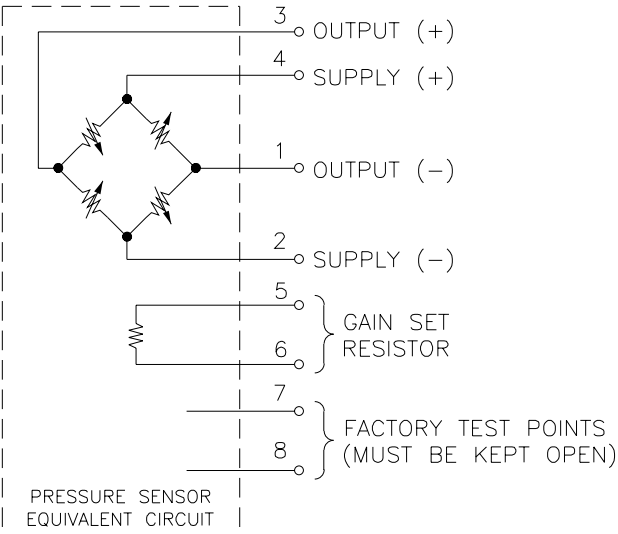 3
OUTPUT (+)
4
SUPPLY (+)
1
OUTPUT (−)
2
SUPPLY (−)
5
GAIN SET
RESISTOR
6
7
FACTORY TEST POINTS
(MUST BE KEPT OPEN)
8
PRESSURE SENSOR
EQUIVALENT CIRCUIT